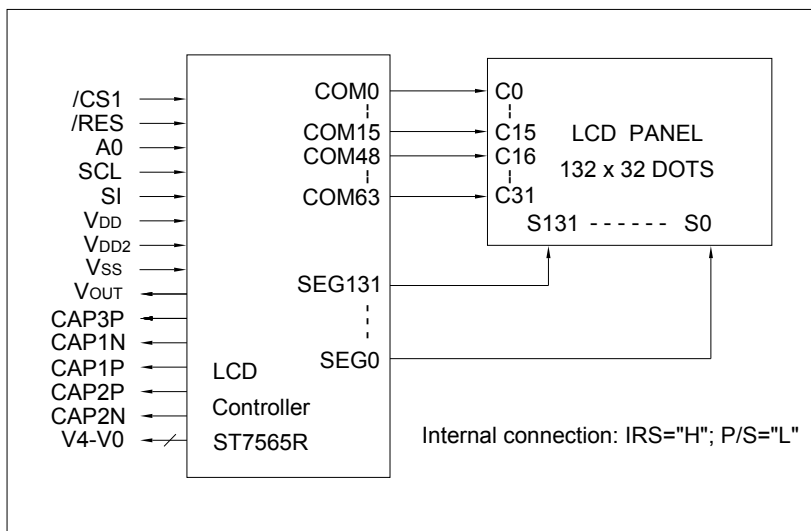 /CS1
/RES
A0
SCL
SI
VDD
VDD2
VSS
VOUT
CAP3P
CAP1N
CAP1P
CAP2P
CAP2N
V4-V0
COM0
COM15
COM48
COM63
SEG131
SEG0
LCD
Controller
ST7565R
C0
C15
C16
C31
LCD PANEL
132 x 32 DOTS
S131 ------ S0
Internal connection: IRS="H"; P/S="L"